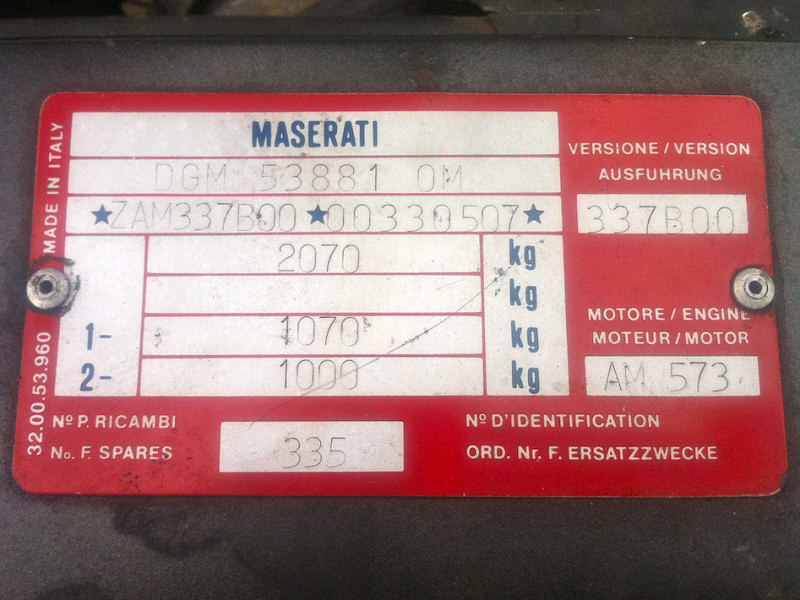 MASERATI
DGM 53881 OM
★ZAM337B00★00330507★
2070 kg
kg
1- 1070 kg
2- 1000 kg
VERSIONE / VERSION
AUSFUHRUNG
337B00
MOTORE / ENGINE
MOTEUR / MOTOR
AM 573
Nº P. RICAMBI
No. F. SPARES
335
Nº D'IDENTIFICATION
ORD. Nr. F. ERSATZZWECKE
MADE IN ITALY
32.00.53.960